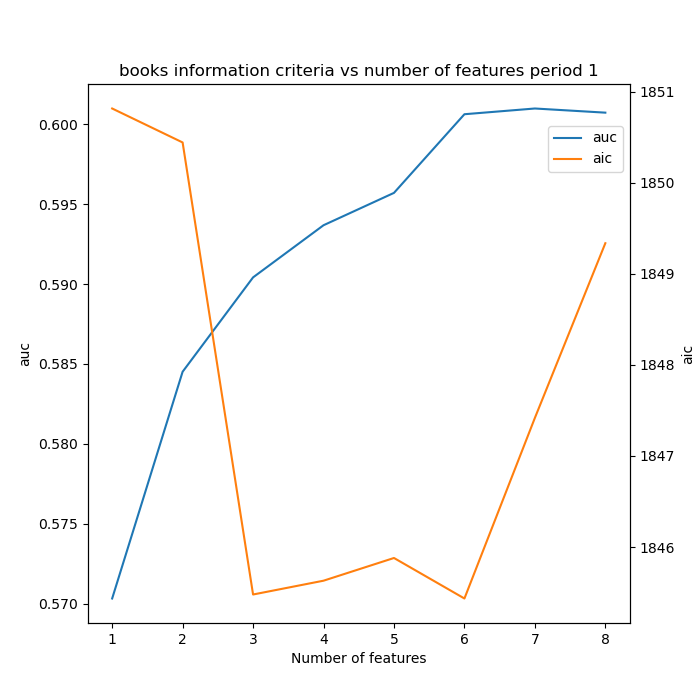 books information criteria vs number of features period 1
0.600
0.595
0.590
0.585
0.580
0.575
0.570
auc
1851
1850
1849
1848
1847
1846
aic
auc
aic
1 2 3 4 5 6 7 8
Number of features